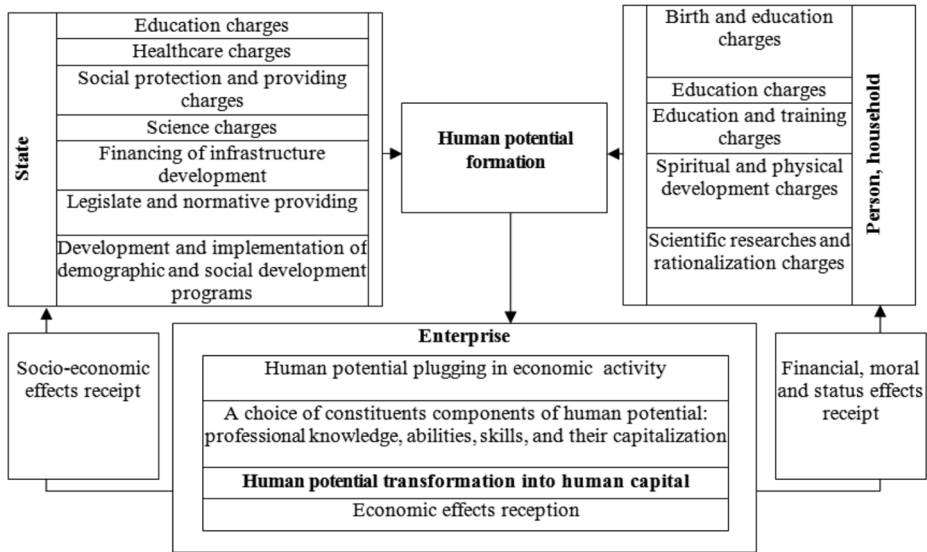 State
Education charges
Healthcare charges
Social protection and providing
charges
Science charges
Financing of infrastructure
development
Legislate and normative providing
Development and implementation of
demographic and social development
programs
Human potential
formation
Birth and education
charges
Education charges
Education and training
charges
Spiritual and physical
development charges
Scientific researches and
rationalization charges
Person, household
Socio-economic
effects receipt
Enterprise
Human potential plugging in economic activity
A choice of constituents components of human potential:
professional knowledge, abilities, skills, and their capitalization
Human potential transformation into human capital
Economic effects reception
Financial, moral
and status effects
receipt